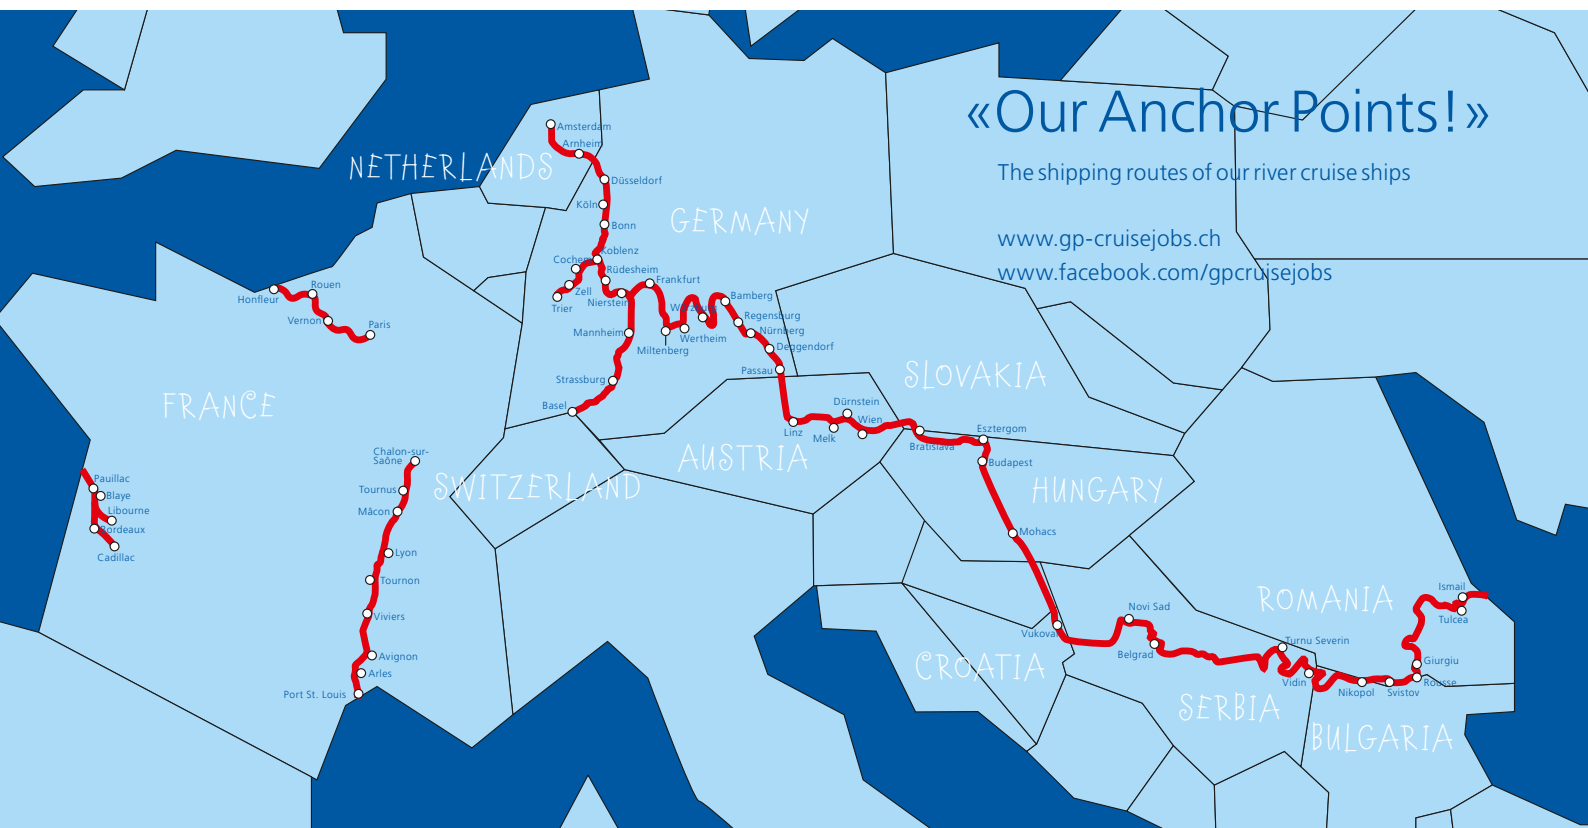 «Our Anchor Points!»
The shipping routes of our river cruise ships
www.gp-cruisejobs.ch
www.facebook.com/gpcruisejobs
NETHERLANDS
GERMANY
FRANCE
SWITZERLAND
AUSTRIA
SLOVAKIA
HUNGARY
CROATIA
SERBIA
ROMANIA
BULGARIA
Amsterdam
Arnheim
Düsseldorf
Köln
Bonn
Koblenz
Cochem
Zell
Trier
Rüdesheim
Nierstein
Frankfurt
Mannheim
Strassburg
Basel
Miltenberg
Wertheim
Würzburg
Bamberg
Regensburg
Nürnberg
Deggendorf
Passau
Linz
Melk
Dürnstein
Wien
Bratislava
Esztergom
Budapest
Mohacs
Vukovar
Novi Sad
Belgrad
Turnu Severin
Vidin
Nikopol
Svistov
Rousse
Giurgiu
Tulcea
Ismail
Honfleur
Rouen
Vernon
Paris
Pauillac
Blaye
Libourne
Bordeaux
Cadillac
Chalon-sur-
Saône
Tournus
Mâcon
Lyon
Tournon
Viviers
Avignon
Arles
Port St. Louis